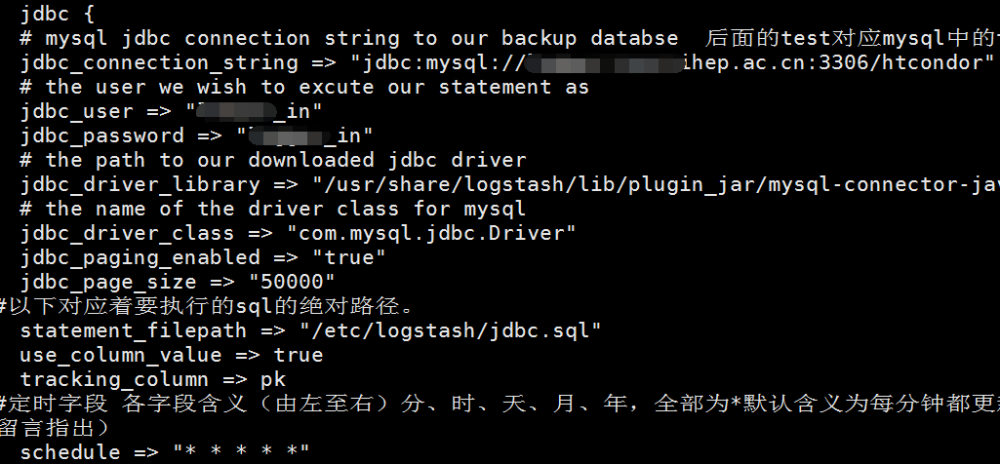 jdbc {
# mysql jdbc connection string to our backup databse 后面的test对应mysql中的
jdbc_connection_string => "jdbc:mysql:// ihep.ac.cn:3306/htcondor"
# the user we wish to excute our statement as
jdbc_user => " _in"
jdbc_password => " _in"
# the path to our downloaded jdbc driver
jdbc_driver_library => "/usr/share/logstash/lib/plugin_jar/mysql-connector-jav
# the name of the driver class for mysql
jdbc_driver_class => "com.mysql.jdbc.Driver"
jdbc_paging_enabled => "true"
jdbc_page_size => "50000"
#以下对应着要执行的sql的绝对路径。
statement_filepath => "/etc/logstash/jdbc.sql"
use_column_value => true
tracking_column => pk
#定时字段 各字段含义（由左至右）分、时、天、月、年，全部为*默认含义为每分钟都更
留言指出）
schedule => "* * * * *"